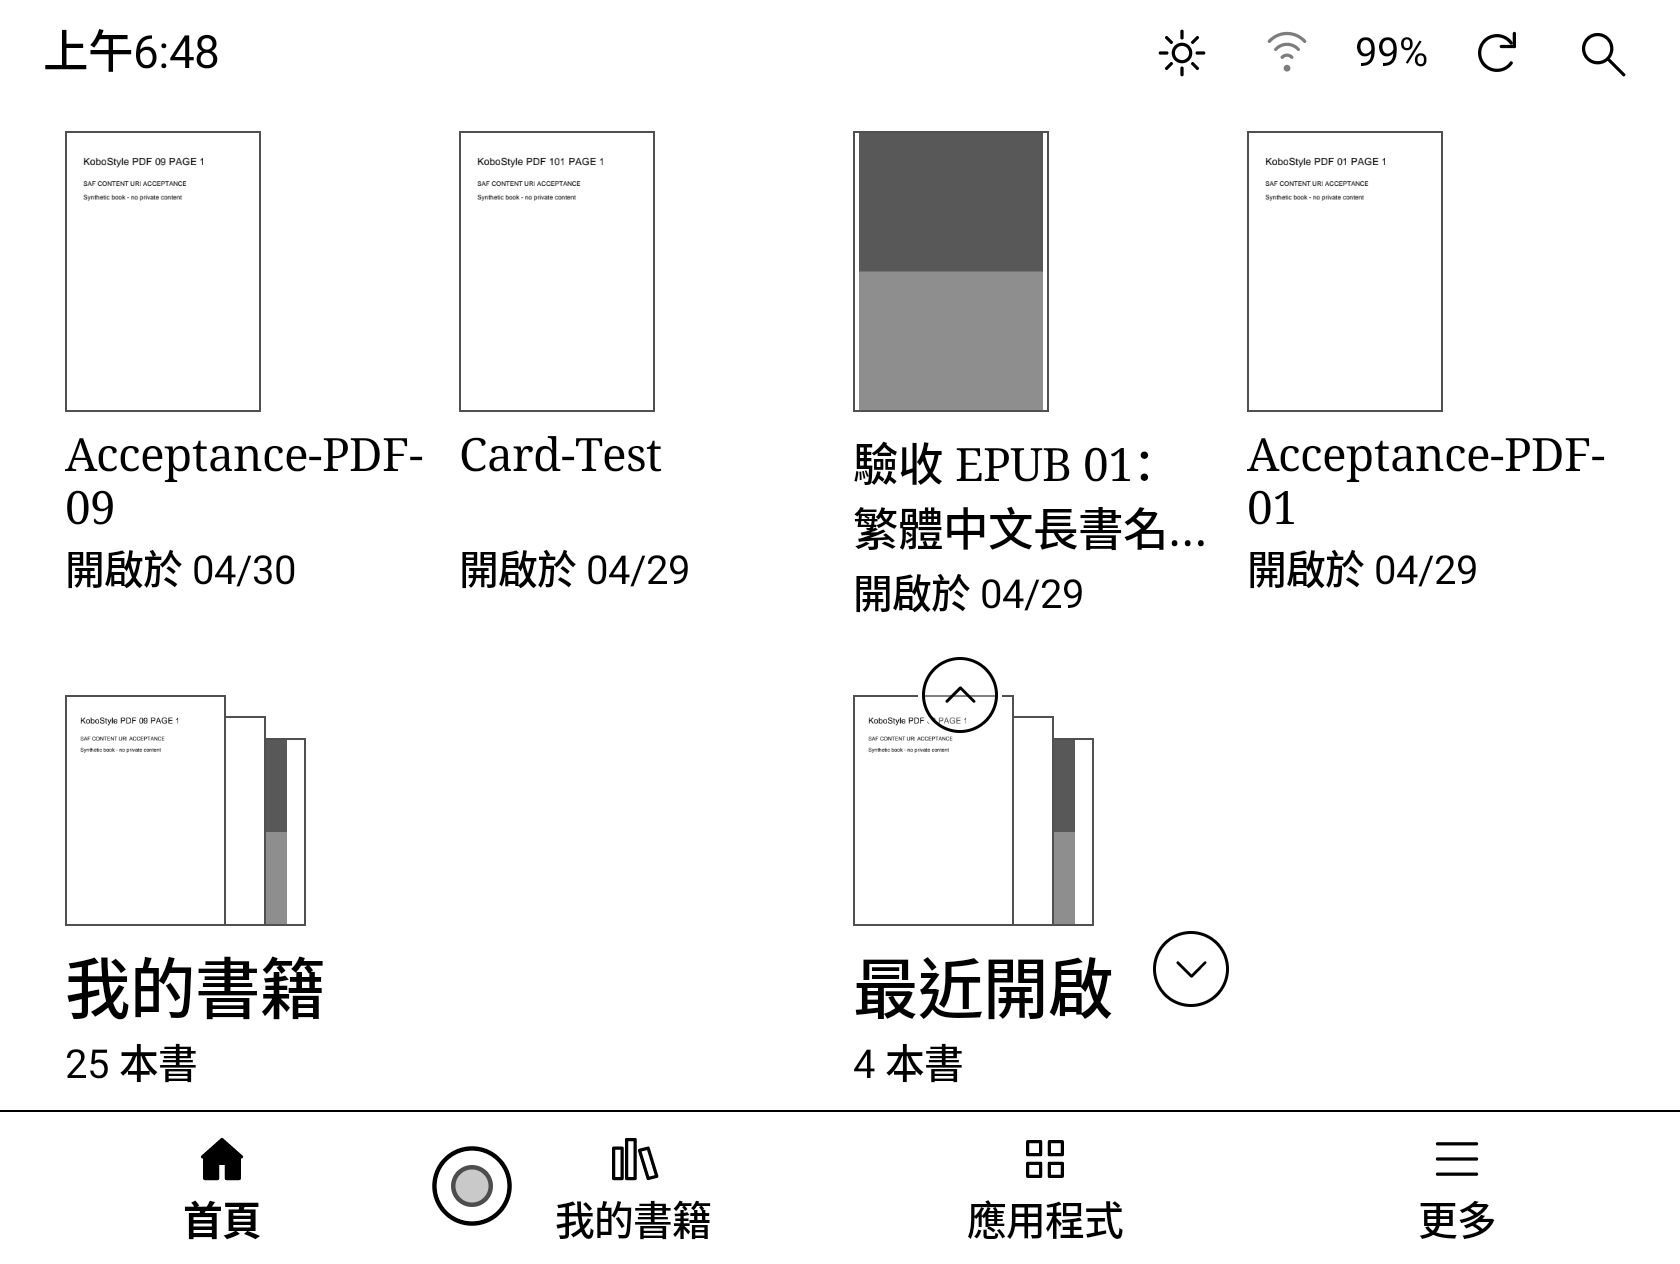 上午6:48
99%
KoboStyle PDF 09 PAGE 1
SAF CONTENT URI ACCEPTANCE
Synthetic book - no private content
KoboStyle PDF 101 PAGE 1
SAF CONTENT URI ACCEPTANCE
Synthetic book - no private content
KoboStyle PDF 01 PAGE 1
SAF CONTENT URI ACCEPTANCE
Synthetic book - no private content
Acceptance-PDF-
09
開啟於 04/30
Card-Test
開啟於 04/29
驗收 EPUB 01：
繁體中文長書名...
開啟於 04/29
Acceptance-PDF-
01
開啟於 04/29
KoboStyle PDF 09 PAGE 1
SAF CONTENT URI ACCEPTANCE
Synthetic book - no private content
我的書籍
25 本書
KoboStyle PDF PAGE 1
SAF CONTENT URI ACCEPTANCE
Synthetic book - no private content
最近開啟
4 本書
首頁
我的書籍
應用程式
更多